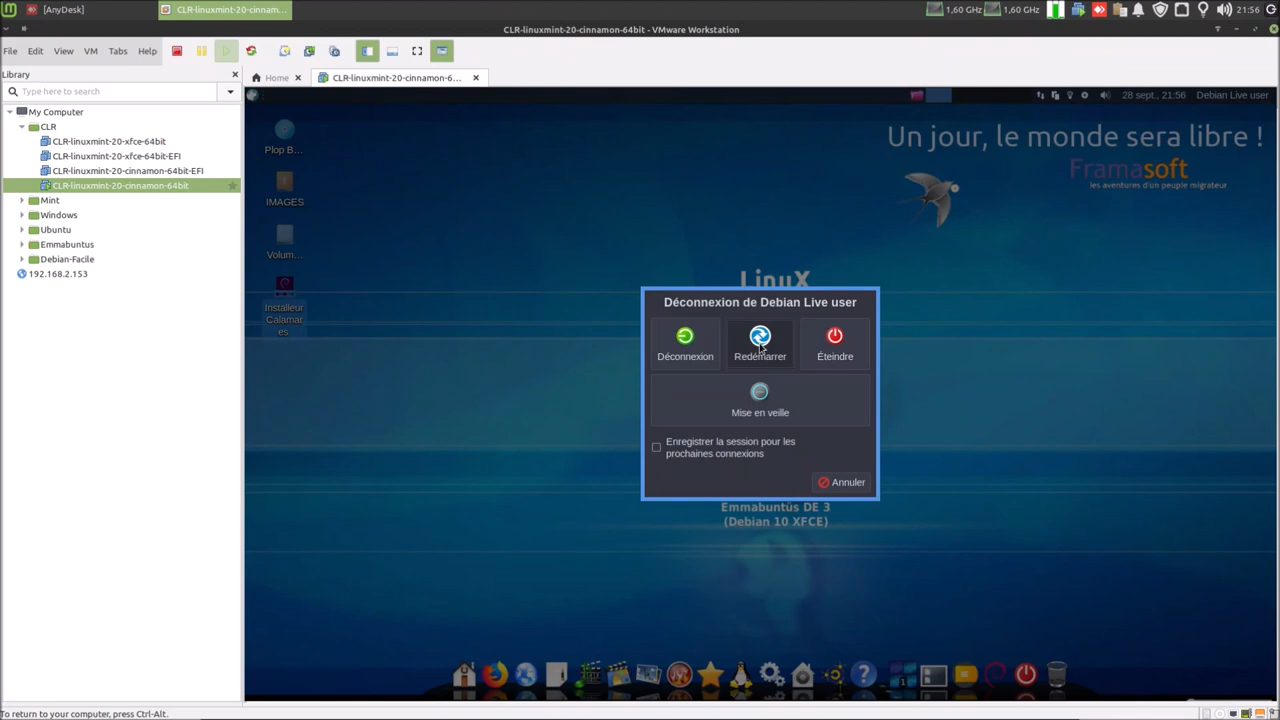 [AnyDesk]
CLR-linuxmint-20-cinnam...
1,60 GHz
1,60 GHz
21:56
CLR-linuxmint-20-cinnamon-64bit - VMware Workstation
File Edit View VM Tabs Help
Library
Type here to search
Home
CLR-linuxmint-20-cinnamon-6...
My Computer
CLR
CLR-linuxmint-20-xfce-64bit
CLR-linuxmint-20-xfce-64bit-EFI
CLR-linuxmint-20-cinnamon-64bit-EFI
CLR-linuxmint-20-cinnamon-64bit
Mint
Windows
Ubuntu
Emmabuntus
Debian-Facile
192.168.2.153
28 sept., 21:56 Debian Live user
Plop B...
IMAGES
Volum...
Installeur
Calamar
es
Un jour, le monde sera libre !
Framasoft
les aventures d'un peuple migrateur
LinuX
Déconnexion de Debian Live user
Déconnexion
Redémarrer
Éteindre
Mise en veille
Enregistrer la session pour les
prochaines connexions
Annuler
Emmabuntüs DE 3
(Debian 10 XFCE)
To return to your computer, press Ctrl-Alt.